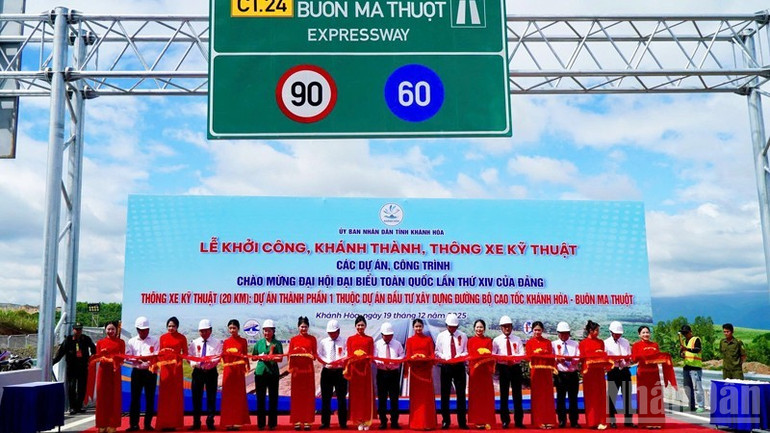 CT.24
BUÔN MA THUỘT
EXPRESSWAY
90
60
ỦY BAN NHÂN DÂN TỈNH KHÁNH HÒA
LỄ KHỞI CÔNG, KHÁNH THÀNH, THÔNG XE KỸ THUẬT
CÁC DỰ ÁN, CÔNG TRÌNH
CHÀO MỪNG ĐẠI HỘI ĐẠI BIỂU TOÀN QUỐC LẦN THỨ XIV CỦA ĐẢNG
THÔNG XE KỸ THUẬT (20 KM): DỰ ÁN THÀNH PHẦN 1 THUỘC DỰ ÁN ĐẦU TƯ XÂY DỰNG ĐƯỜNG BỘ CAO TỐC KHÁNH HÒA - BUÔN MA THUỘT
Khánh Hòa, ngày 19 tháng 12 năm 2025
NhânDân